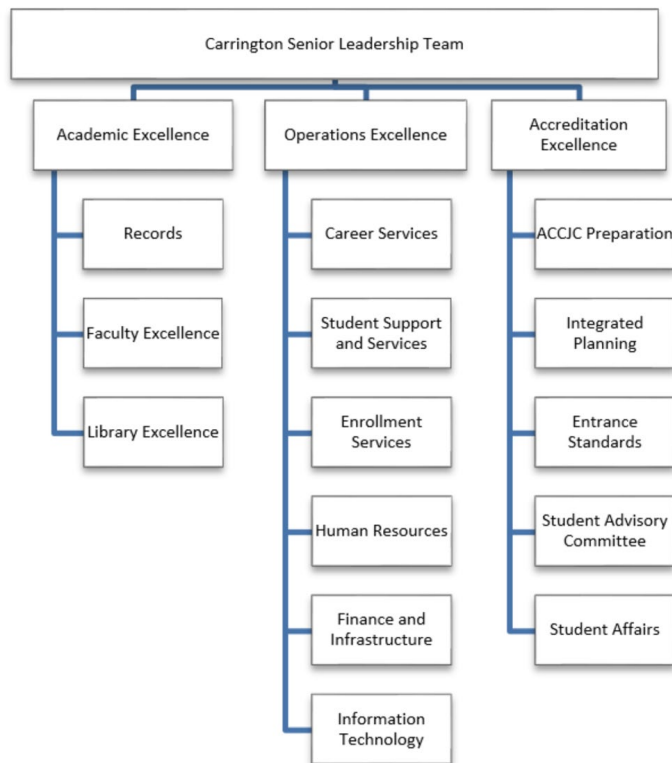 Carrington Senior Leadership Team
Academic Excellence
Operations Excellence
Accreditation
Excellence
Records
Faculty Excellence
Library Excellence
Career Services
Student Support
and Services
Enrollment
Services
Human Resources
Finance and
Infrastructure
Information
Technology
ACCJC Preparation
Integrated
Planning
Entrance
Standards
Student Advisory
Committee
Student Affairs